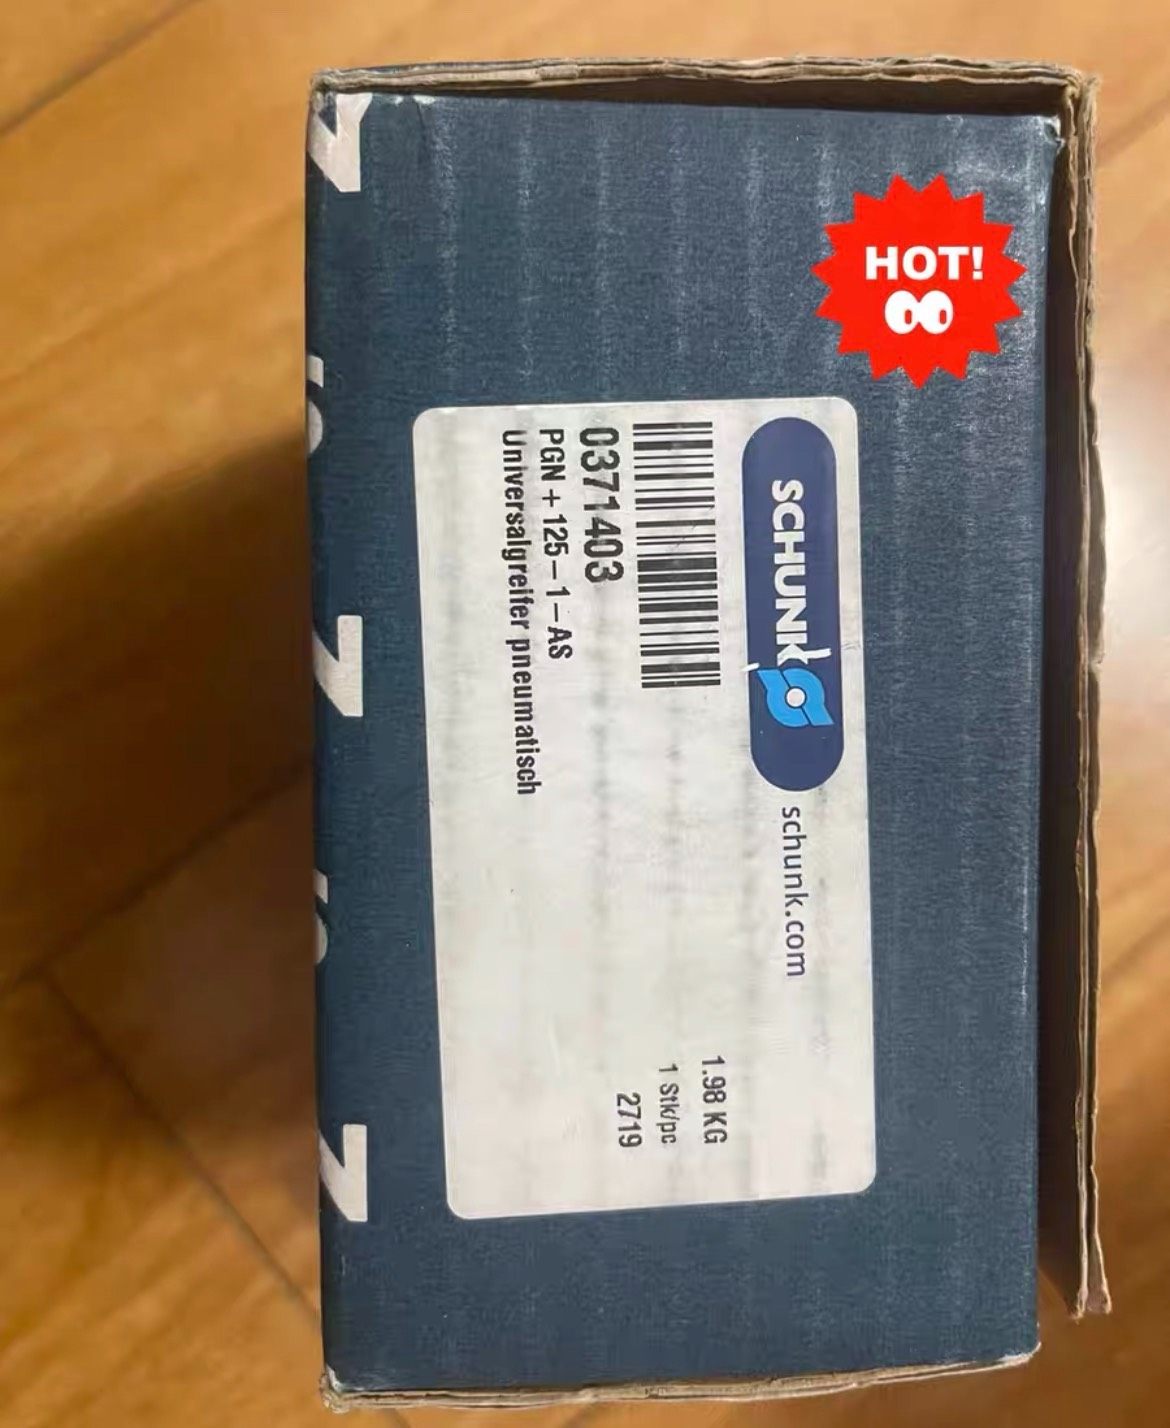 HOT!
SCHUNK
schunk.com
0371403
PGN + 125 – 1 – AS
Universalgreifer pneumatisch
1.98 KG
1 Stk/pc
2719